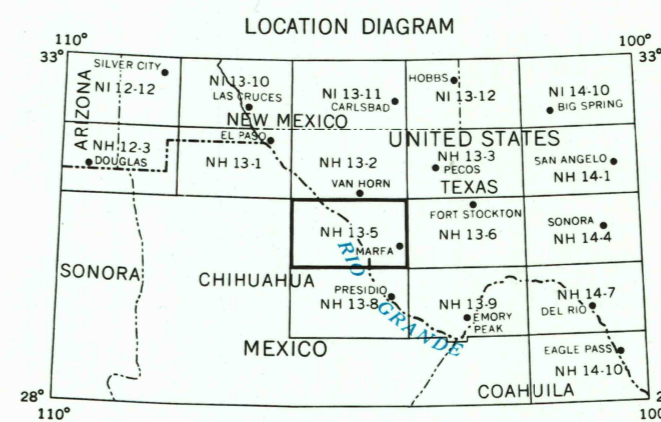 LOCATION DIAGRAM
110°
100°
33°
33°
SILVER CITY
NI 12-12
NI 13-10
LAS CRUCES
NI 13-11
CARLSBAD
HOBBS
NI 13-12
NI 14-10
BIG SPRING
ARIZONA
NEW MEXICO
UNITED STATES
NH 12-3
DOUGLAS
EL PASO
NH 13-1
NH 13-2
VAN HORN
NH 13-3
PECOS
TEXAS
SAN ANGELO
NH 14-1
NH 13-5
MARFA
FORT STOCKTON
NH 13-6
SONORA
NH 14-4
SONORA
CHIHUAHUA
RIO GRANDE
PRESIDIO
NH 13-8
NH 13-9
EMORY
PEAK
NH 14-7
DEL RIO
MEXICO
EAGLE PASS
NH 14-10
COAHUILA
28°
110°